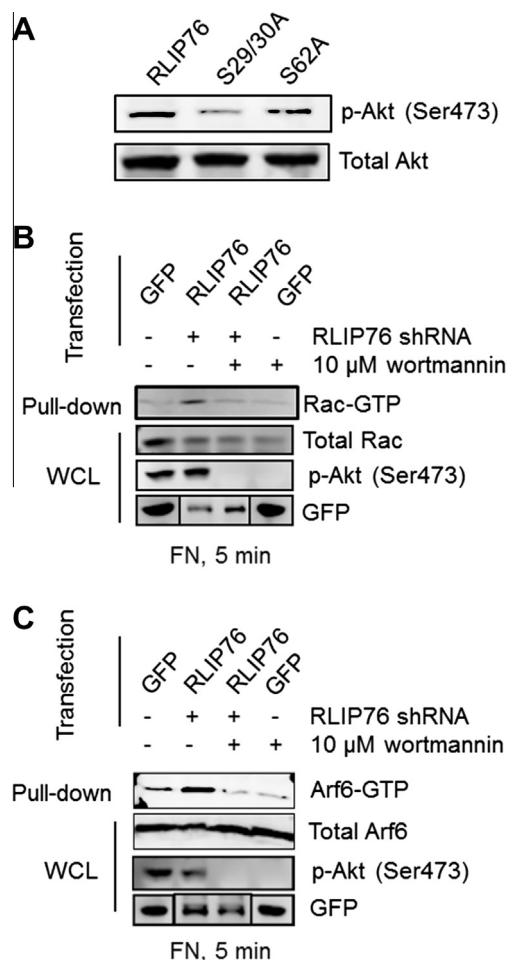 A
RLIP76 S29/30A S62A
p-Akt (Ser473)
Total Akt
B
Transfection
GFP RLIP76 RLIP76 GFP
- + + - RLIP76 shRNA
- - + + 10 µM wortmannin
Pull-down Rac-GTP
Total Rac
WCL p-Akt (Ser473)
GFP
FN, 5 min
C
Transfection
GFP RLIP76 RLIP76 GFP
- + + - RLIP76 shRNA
- - + + 10 µM wortmannin
Pull-down Arf6-GTP
Total Arf6
WCL p-Akt (Ser473)
GFP
FN, 5 min